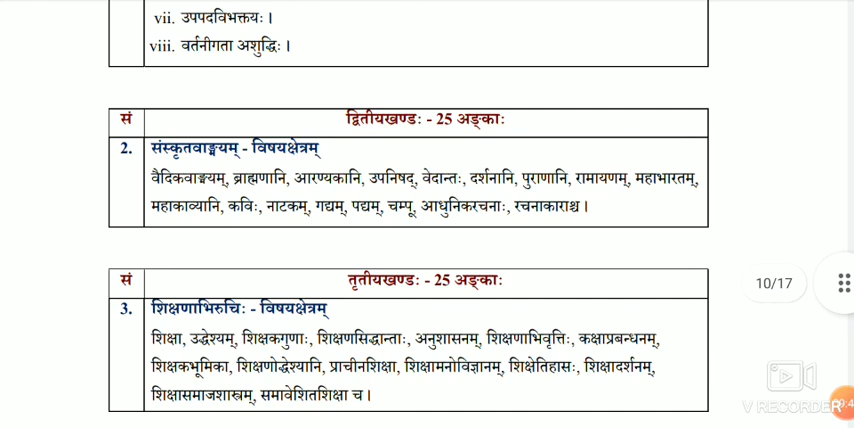 vii. उपपदविभक्तयः ।
viii. वर्तनीगता अशुद्धिः ।
सं द्वितीयखण्डः - 25 अङ्काः
2. संस्कृतवाङ्मयम् - विषयक्षेत्रम्
वैदिकवाङ्मयम्, ब्राह्मणानि, आरण्यकानि, उपनिषद्, वेदान्तः, दर्शनानि, पुराणानि, रामायणम्, महाभारतम्,
महाकाव्यानि, कविः, नाटकम्, गद्यम्, पद्यम्, चम्पू, आधुनिकरचनाः, रचनाकाराश्च ।
सं तृतीयखण्डः - 25 अङ्काः
3. शिक्षणाभिरुचिः - विषयक्षेत्रम्
शिक्षा, उद्धेश्यम्, शिक्षकगुणाः, शिक्षणसिद्धान्ताः, अनुशासनम्, शिक्षणाभिवृत्तिः, कक्षाप्रबन्धनम्,
शिक्षकभूमिका, शिक्षणोद्धेश्यानि, प्राचीनशिक्षा, शिक्षामनोविज्ञानम्, शिक्षेतिहासः, शिक्षादर्शनम्,
शिक्षासमाजशास्त्रम्, समावेशितशिक्षा च ।
10/17
V RECORDER